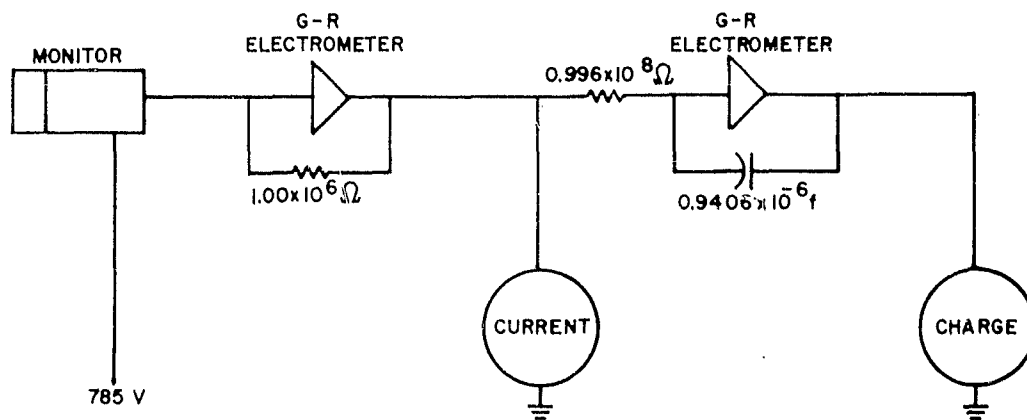 G-R
ELECTROMETER
MONITOR
G-R
ELECTROMETER
0.996x10⁸Ω
1.00x10⁶Ω
0.9406x10⁻⁶f
CURRENT
CHARGE
785 V